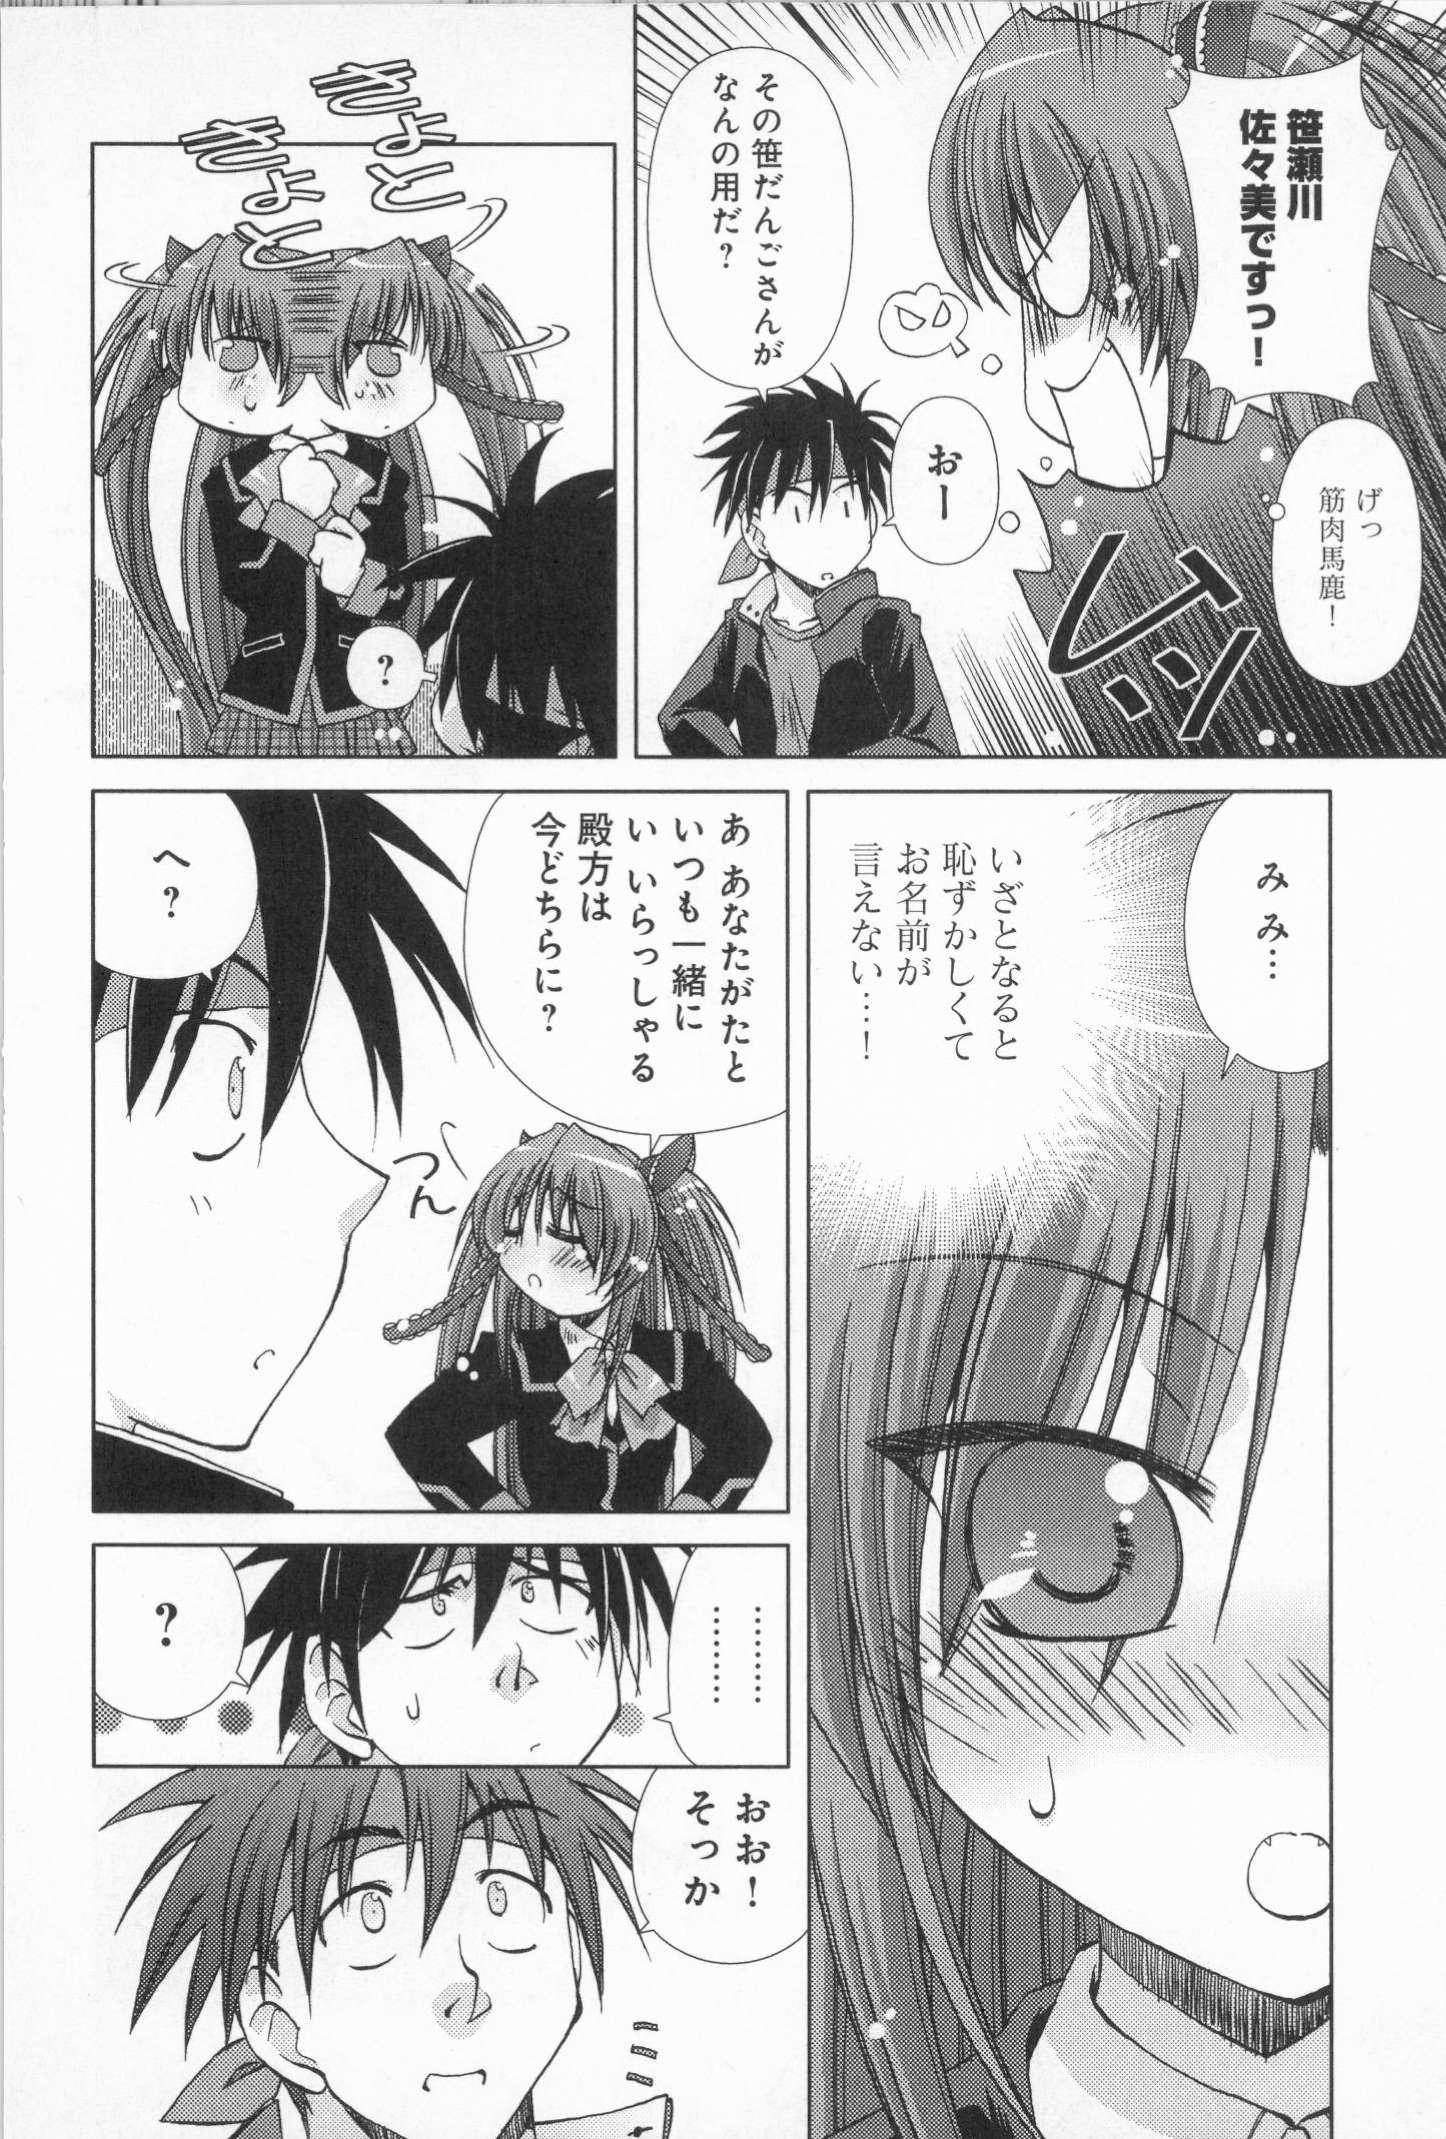 笹瀬川
佐々美ですっ！
げっ
筋肉馬鹿！
ムッ
おー
その笹だんごさんが
なんの用だ？
きょと
きょと
？
みみ…
いざとなると
恥ずかしくて
お名前が
言えない…！
あ あなたがたと
いつも一緒に
い いらっしゃる
殿方は
今どちらに？
つん
へ？
………
………
？
おお！
そっか